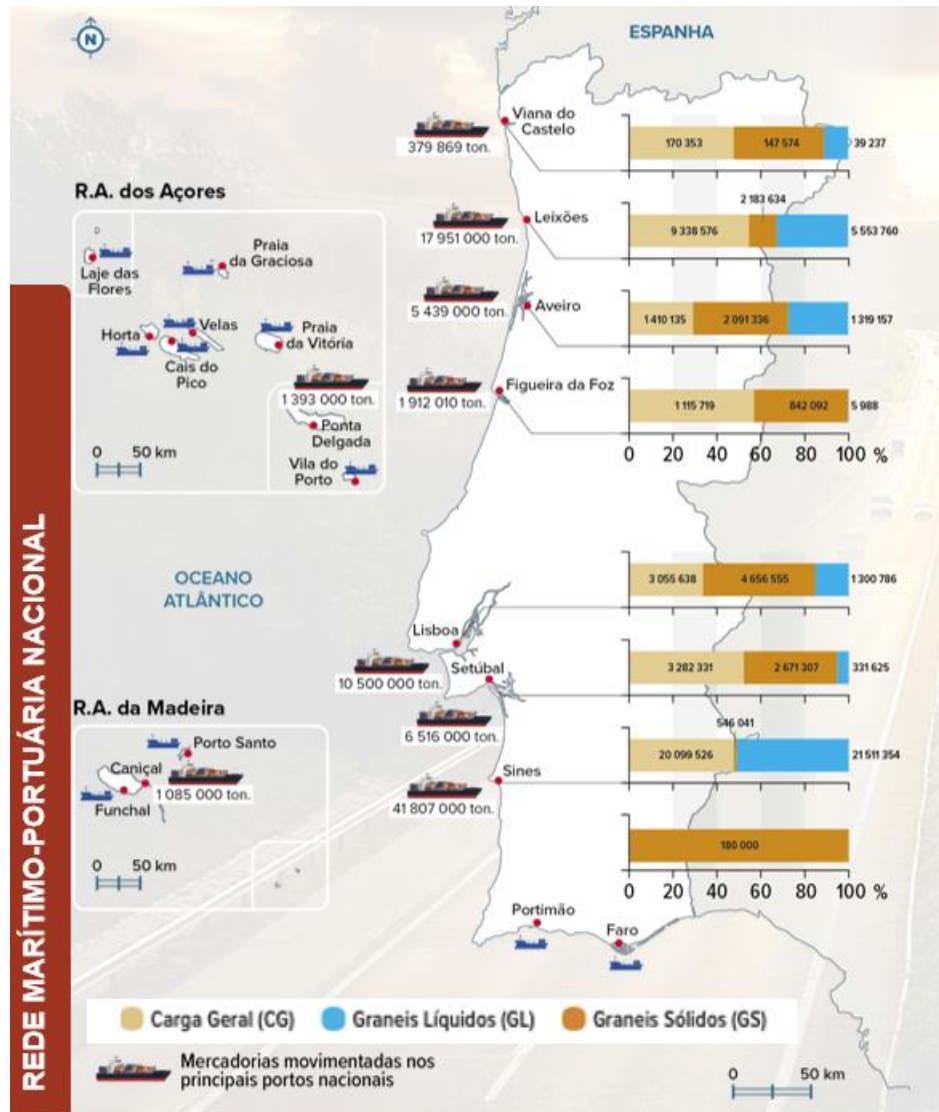 REDE MARÍTIMO-PORTUÁRIA NACIONAL
N
ESPANHA
Viana do
Castelo
379 869 ton.
170 353
147 574
39 237
Leixões
17 951 000 ton.
2 183 634
9 338 576
5 553 760
Aveiro
5 439 000 ton.
1 410 135
2 091 336
1 319 157
Figueira da Foz
1 912 010 ton.
1 115 719
842 092
5 988
0 20 40 60 80 100 %
R.A. dos Açores
Laje das
Flores
Praia
da Graciosa
Horta
Velas
Cais do
Pico
Praia
da Vitória
1 393 000 ton.
Ponta
Delgada
Vila do
Porto
0 50 km
OCEANO
ATLÂNTICO
Lisboa
10 500 000 ton.
3 055 638
4 656 555
1 300 786
Setúbal
6 516 000 ton.
3 282 331
2 671 307
331 625
Sines
41 807 000 ton.
546 041
20 099 526
21 511 354
180 000
0 20 40 60 80 100 %
R.A. da Madeira
Porto Santo
Caniçal
1 085 000 ton.
Funchal
0 50 km
Portimão
Faro
Carga Geral (CG)
Graneis Líquidos (GL)
Graneis Sólidos (GS)
Mercadorias movimentadas nos
principais portos nacionais
0 50 km